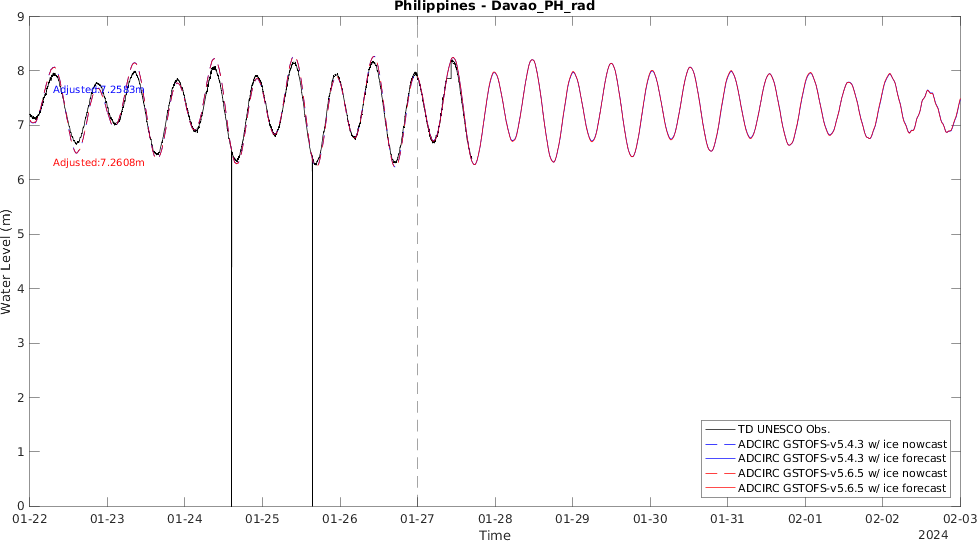 Philippines - Davao_PH_rad
9
8
7
6
5
4
3
2
1
0
Water Level (m)
Adjusted:7.2583m
Adjusted:7.2608m
TD UNESCO Obs.
ADCIRC GSTOFS-v5.4.3 w/ ice nowcast
ADCIRC GSTOFS-v5.4.3 w/ ice forecast
ADCIRC GSTOFS-v5.6.5 w/ ice nowcast
ADCIRC GSTOFS-v5.6.5 w/ ice forecast
01-22 01-23 01-24 01-25 01-26 01-27 01-28 01-29 01-30 01-31 02-01 02-02 02-03
Time
2024